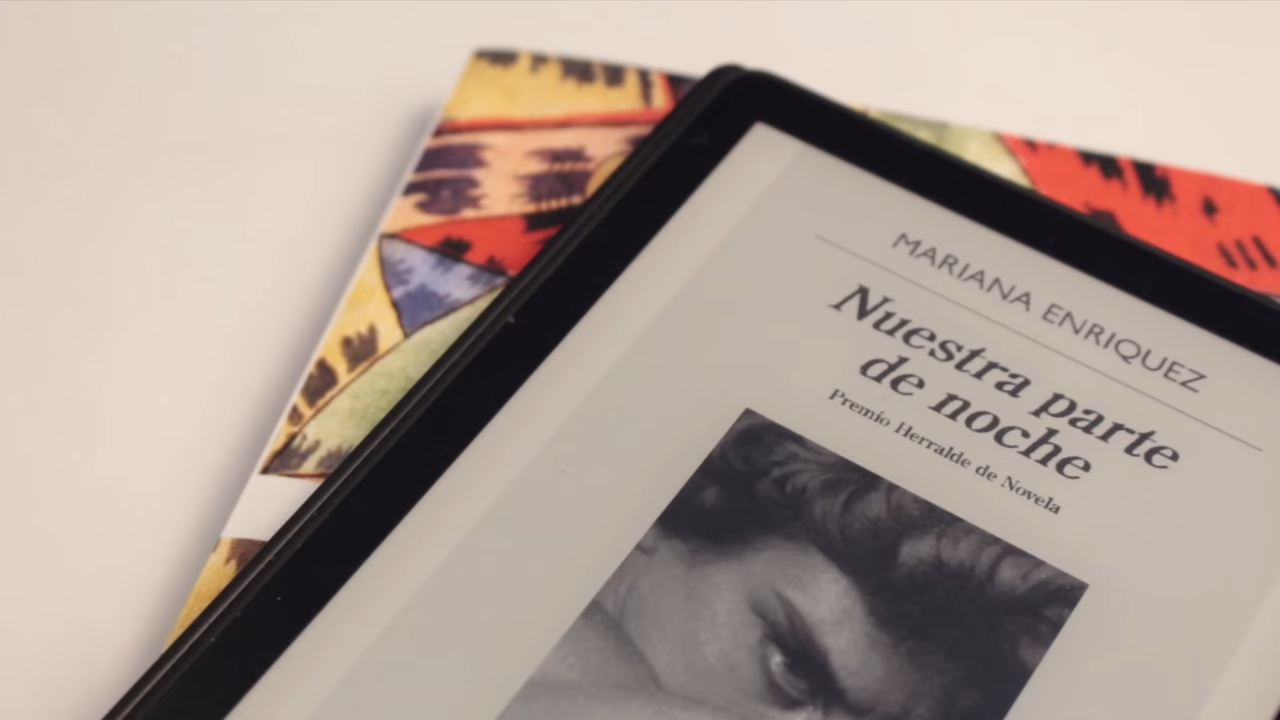 MARIANA ENRIQUEZ
Nuestra parte
de noche
Premio Herralde de Novela